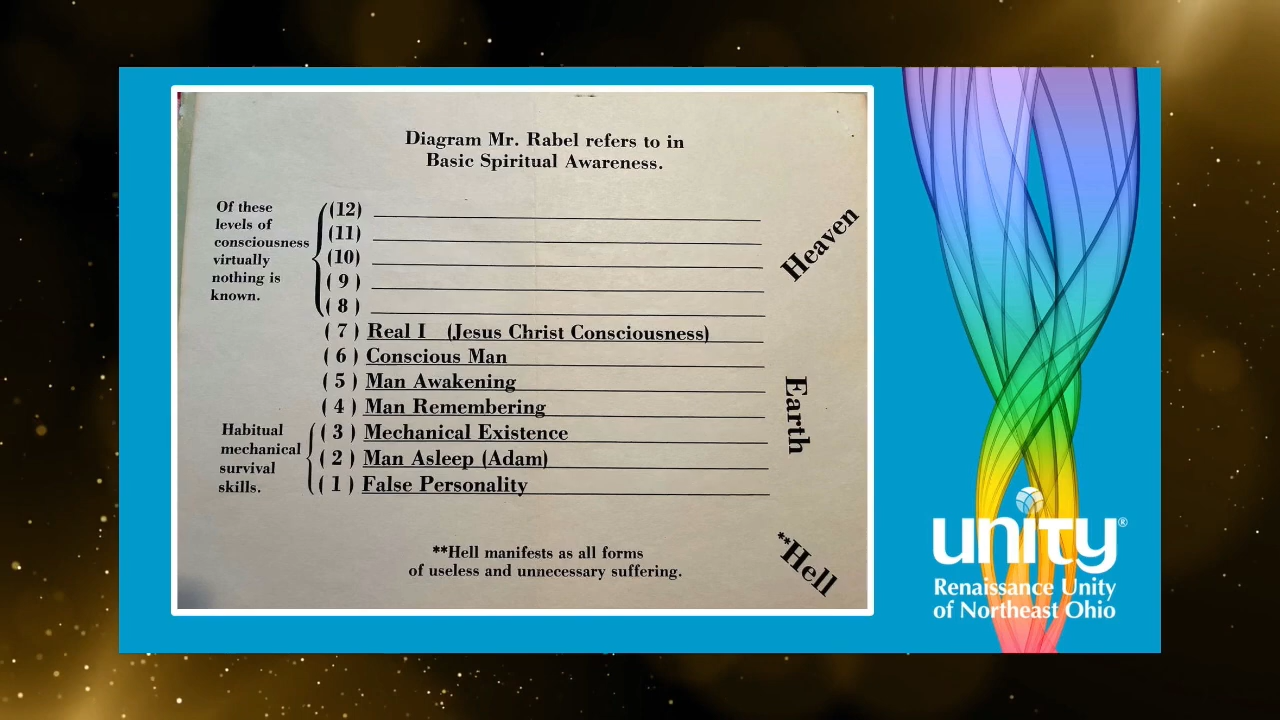 Diagram Mr. Rabel refers to in
Basic Spiritual Awareness.
Of these
levels of
consciousness
virtually
nothing is
known.
(12)
(11)
(10)
( 9 )
( 8 )
( 7 ) Real I (Jesus Christ Consciousness)
( 6 ) Conscious Man
( 5 ) Man Awakening
( 4 ) Man Remembering
Habitual
mechanical
survival
skills.
( 3 ) Mechanical Existence
( 2 ) Man Asleep (Adam)
( 1 ) False Personality
Heaven
Earth
**Hell
**Hell manifests as all forms
of useless and unnecessary suffering.
unity®
Renaissance Unity
of Northeast Ohio